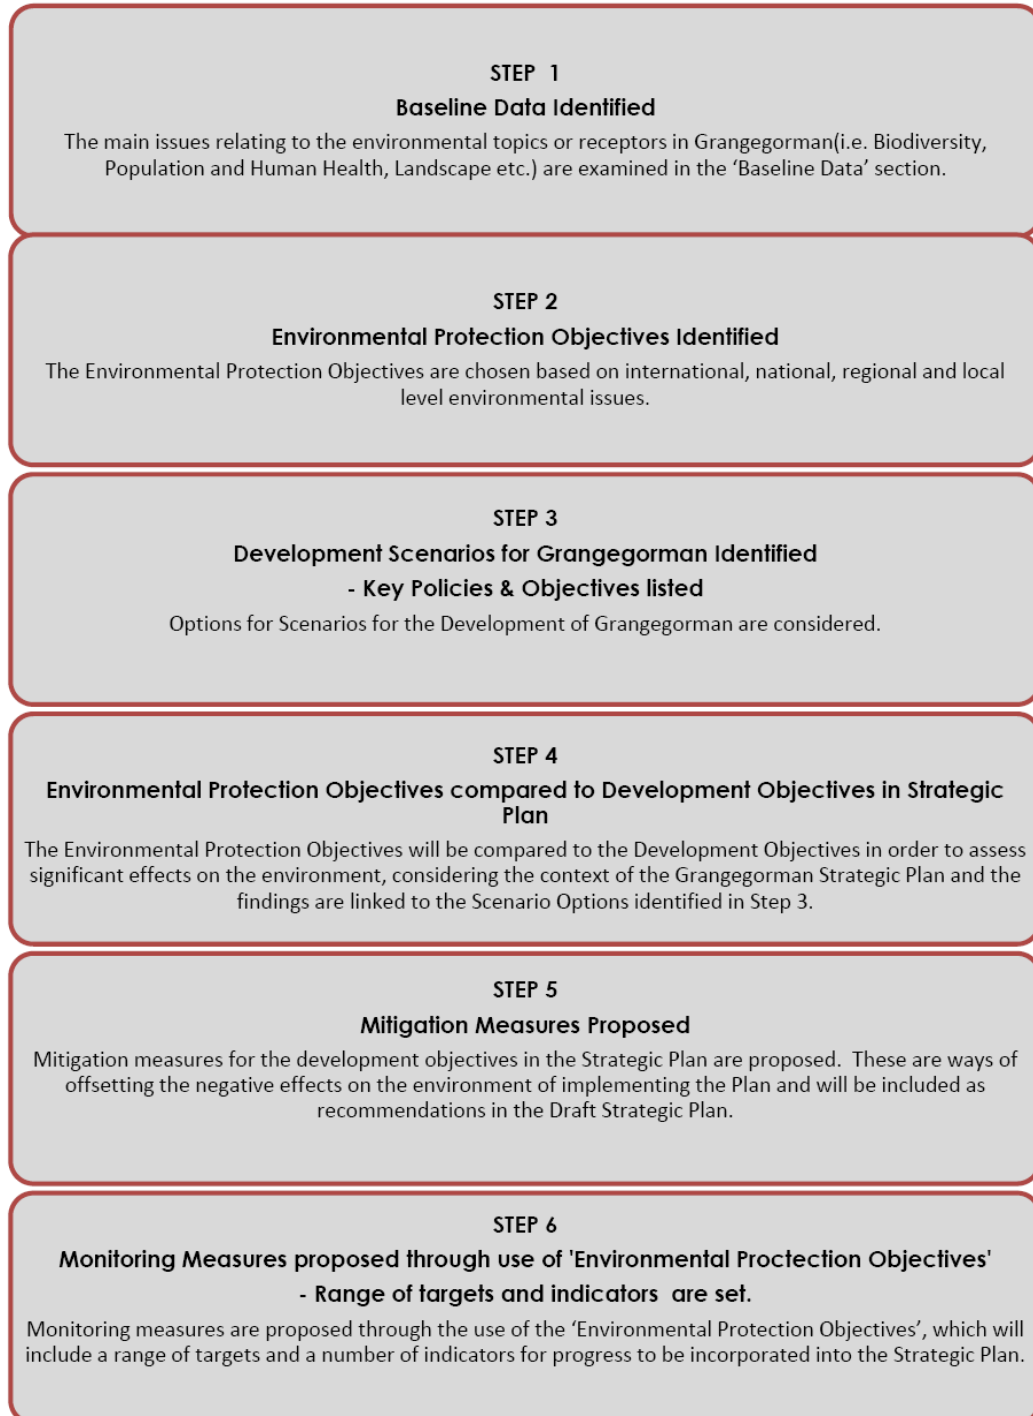 STEP  1
Baseline Data Identified
The main issues relating to the environmental topics or receptors in Grangegorman(i.e. Biodiversity,
Population and Human Health, Landscape etc.) are examined in the ‘Baseline Data’ section.
STEP 2
Environmental Protection Objectives Identified
The Environmental Protection Objectives are chosen based on international, national, regional and local
level environmental issues.
STEP 3
Development Scenarios for Grangegorman Identified
- Key Policies & Objectives listed
Options for Scenarios for the Development of Grangegorman are considered.
STEP 4
Environmental Protection Objectives compared to Development Objectives in Strategic
Plan
The Environmental Protection Objectives will be compared to the Development Objectives in order to assess
significant effects on the environment, considering the context of the Grangegorman Strategic Plan and the
findings are linked to the Scenario Options identified in Step 3.
STEP 5
Mitigation Measures Proposed
Mitigation measures for the development objectives in the Strategic Plan are proposed.  These are ways of
offsetting the negative effects on the environment of implementing the Plan and will be included as
recommendations in the Draft Strategic Plan.
STEP 6
Monitoring Measures proposed through use of 'Environmental Proctection Objectives'
- Range of targets and indicators  are set.
Monitoring measures are proposed through the use of the ‘Environmental Protection Objectives’, which will
include a range of targets and a number of indicators for progress to be incorporated into the Strategic Plan.